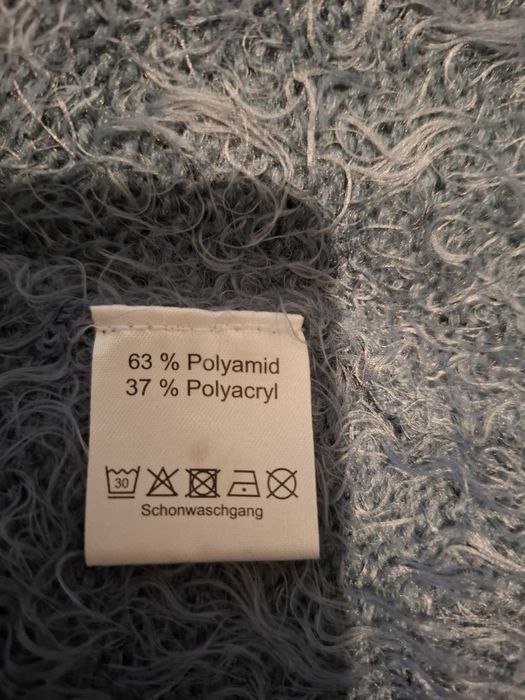 63 % Polyamid
37 % Polyacryl
30
Schonwaschgang